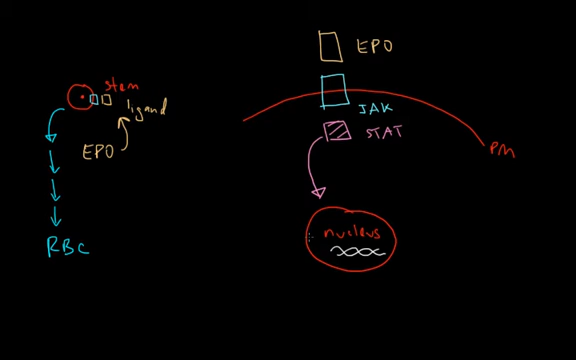 stem
ligand
EPO
RBC
EPO
JAK
STAT
PM
nucleus